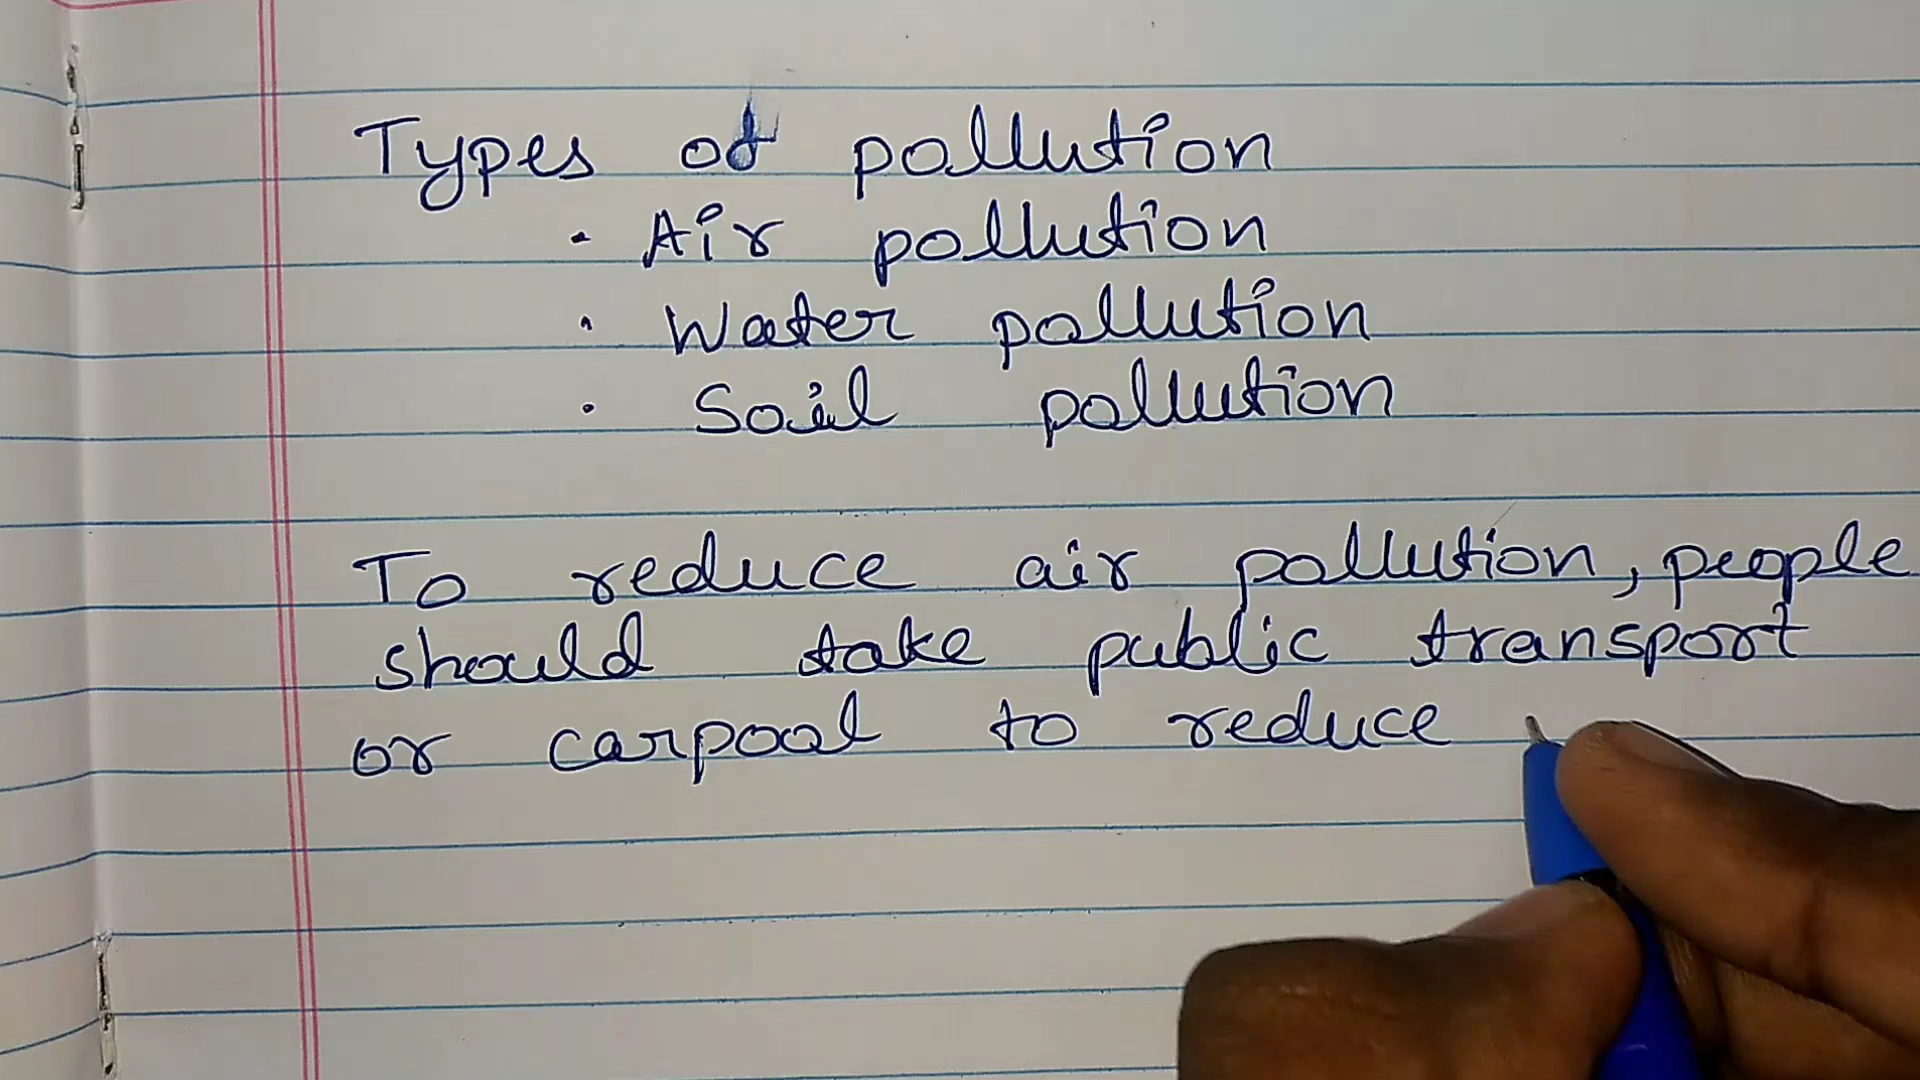 Types of pollution
· Air pollution
· Water pollution
· Soil pollution
To reduce air pollution, people
should take public transport
or carpool to reduce